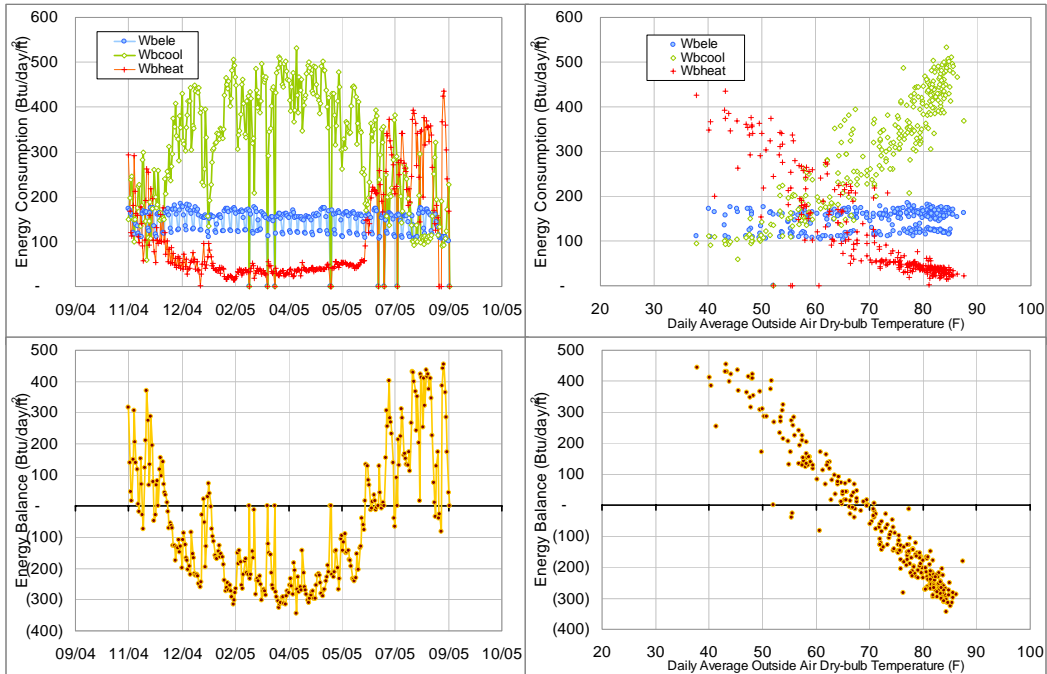 600
500
400
300
200
100
-
Energy Consumption (Btu/day/ft²)
Wbele
Wbcool
Wbheat
09/04 11/04 12/04 02/05 04/05 05/05 07/05 09/05 10/05
600
500
400
300
200
100
-
Energy Consumption (Btu/day/ft²)
Wbele
Wbcool
Wbheat
20 30 40 50 60 70 80 90 100
Daily Average Outside Air Dry-bulb Temperature (F)
500
400
300
200
100
-
(100)
(200)
(300)
(400)
Energy Balance (Btu/day/ft²)
09/04 11/04 12/04 02/05 04/05 05/05 07/05 09/05 10/05
500
400
300
200
100
-
(100)
(200)
(300)
(400)
Energy Balance (Btu/day/ft²)
20 30 40 50 60 70 80 90 100
Daily Average Outside Air Dry-bulb Temperature (F)